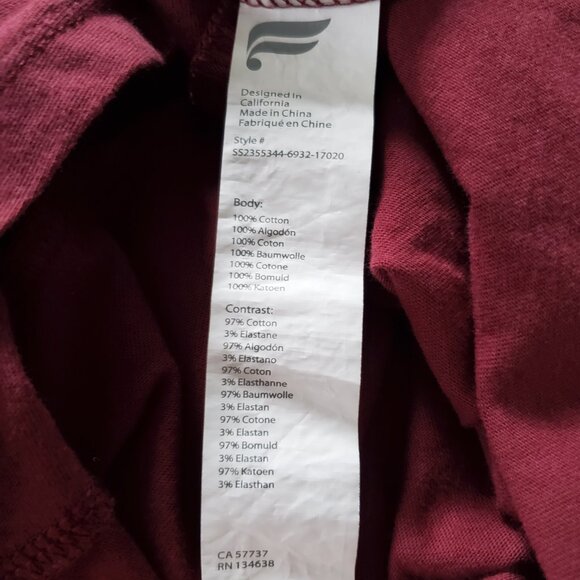 Designed in
California
Made in China
Fabriqué en Chine
Style #
SS2355344-6932-17020
Body:
100% Cotton
100% Algodón
100% Coton
100% Baumwolle
100% Cotone
100% Bomuld
100% Katoen
Contrast:
97% Cotton
3% Elastane
97% Algodón
3% Elastano
97% Coton
3% Elasthanne
97% Baumwolle
3% Elastan
97% Cotone
3% Elastan
97% Bomuld
3% Elastan
97% Katoen
3% Elasthan
CA 57737
RN 134638